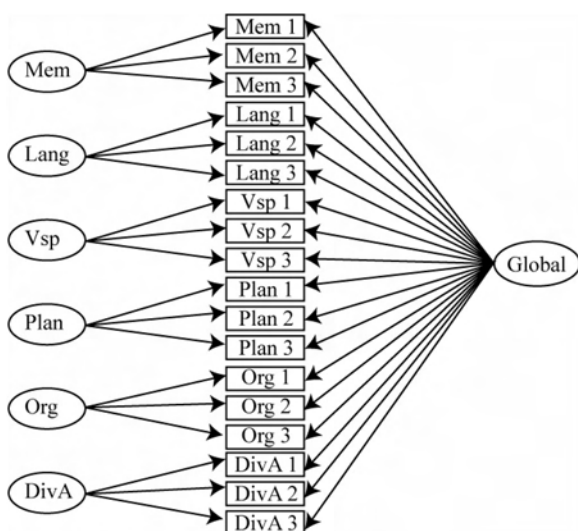 Mem 1
Mem 2
Mem 3
Lang 1
Lang 2
Lang 3
Vsp 1
Vsp 2
Vsp 3
Plan 1
Plan 2
Plan 3
Org 1
Org 2
Org 3
DivA 1
DivA 2
DivA 3
Mem
Lang
Vsp
Plan
Org
DivA
Global